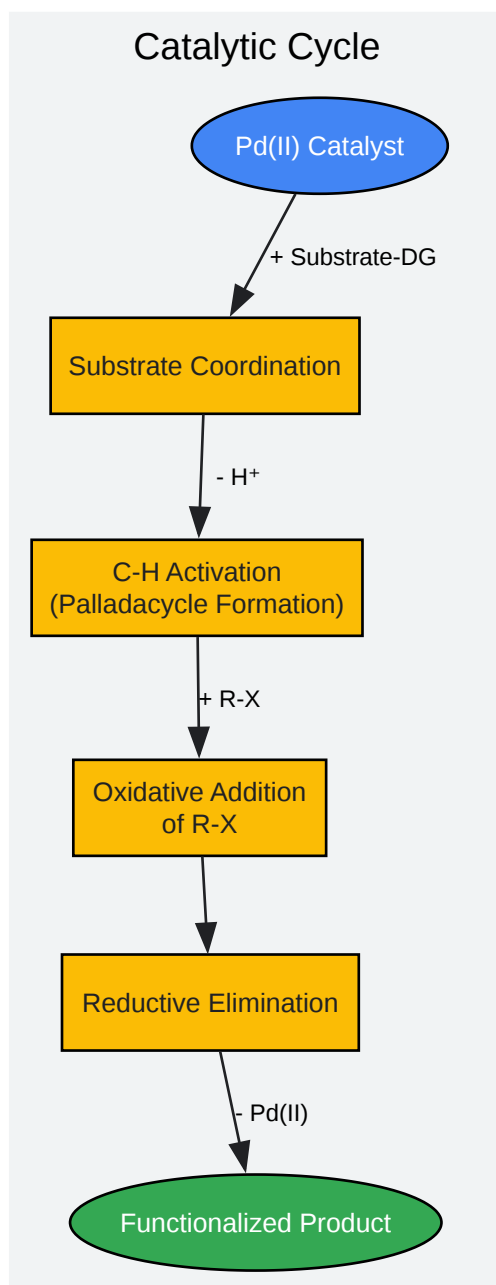 Catalytic Cycle
Pd(II) Catalyst
+ Substrate-DG
Substrate Coordination
- H⁺
C-H Activation
(Palladacycle Formation)
+ R-X
Oxidative Addition
of R-X
Reductive Elimination
- Pd(II)
Functionalized Product